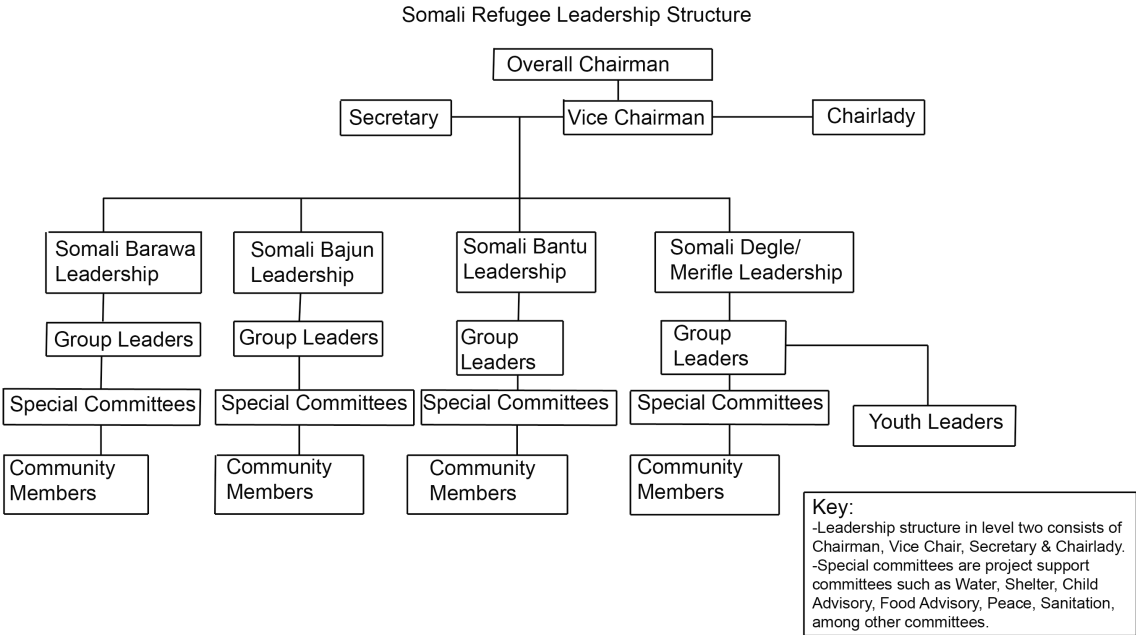 Somali Refugee Leadership Structure
Overall Chairman
Secretary
Vice Chairman
Chairlady
Somali Barawa
Leadership
Somali Bajun
Leadership
Somali Bantu
Leadership
Somali Degle/
Merifle Leadership
Group Leaders
Group Leaders
Group
Leaders
Group
Leaders
Special Committees
Special Committees
Special Committees
Special Committees
Youth Leaders
Community
Members
Community
Members
Community
Members
Community
Members
Key:
-Leadership structure in level two consists of
Chairman, Vice Chair, Secretary & Chairlady.
-Special committees are project support
committees such as Water, Shelter, Child
Advisory, Food Advisory, Peace, Sanitation,
among other committees.